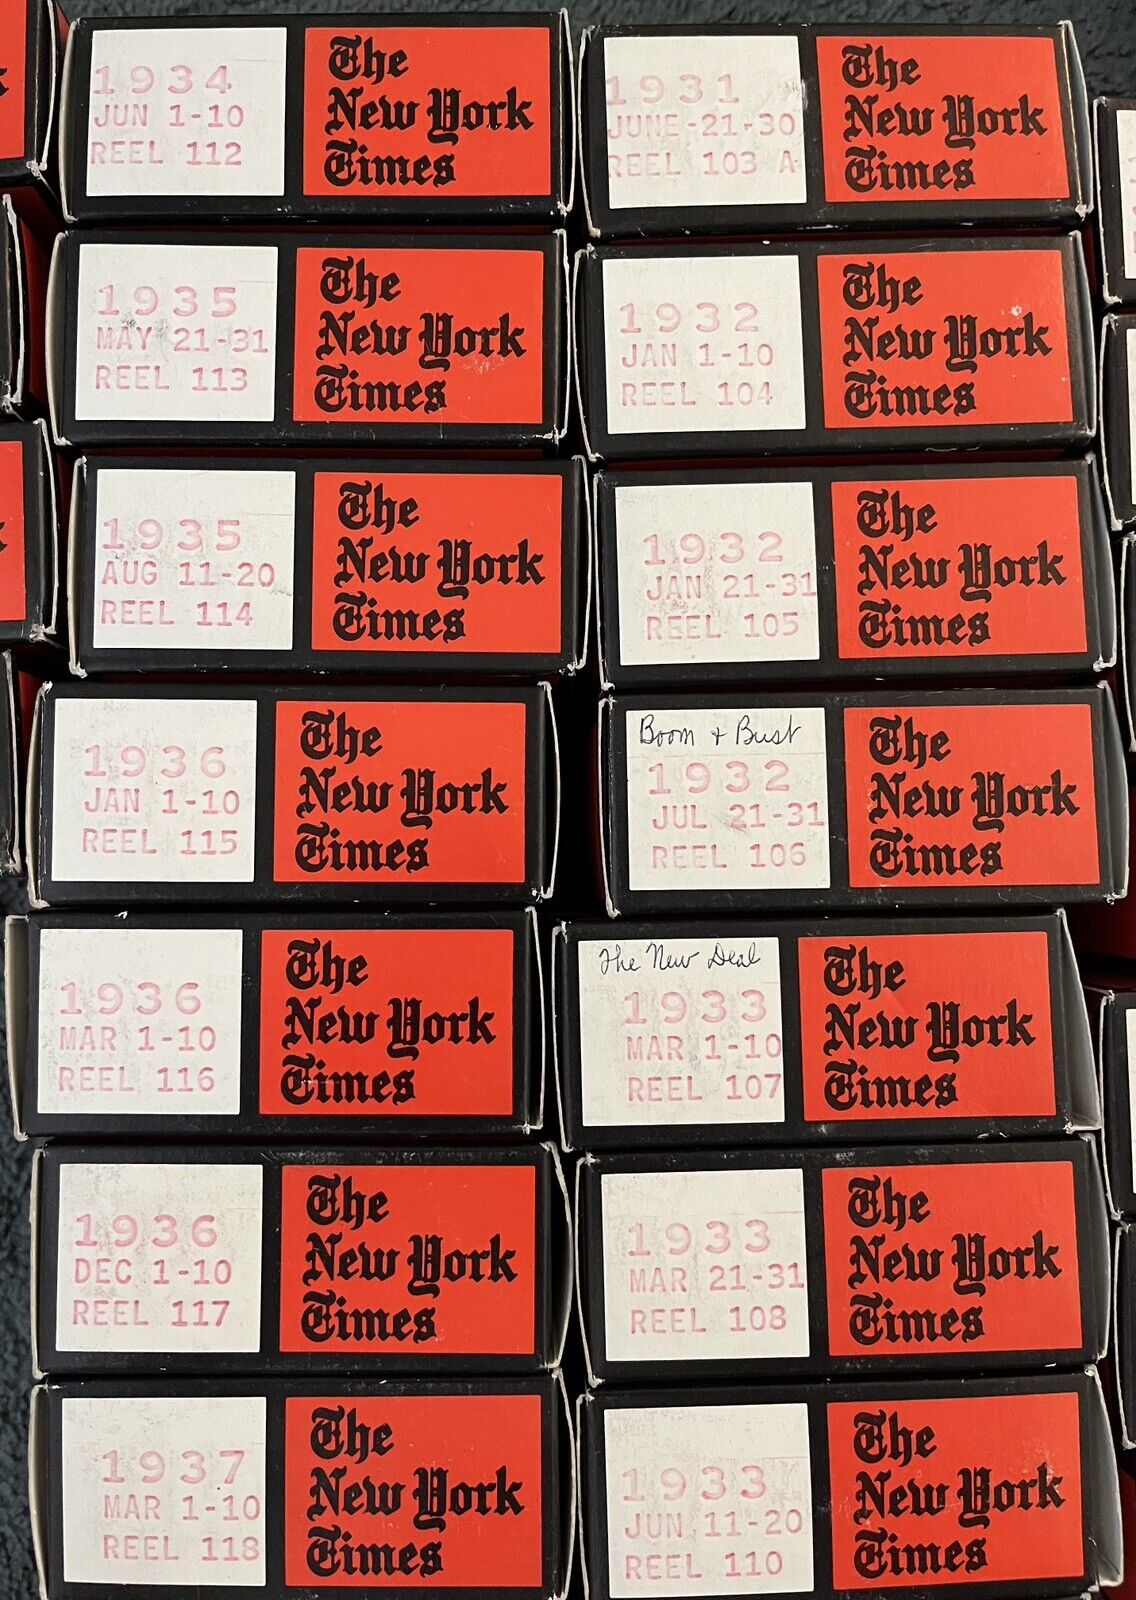 1934
JUN 1-10
REEL 112
The
New York
Times
1935
MAY 21-31
REEL 113
The
New York
Times
1935
AUG 11-20
REEL 114
The
New York
Times
1936
JAN 1-10
REEL 115
The
New York
Times
1936
MAR 1-10
REEL 116
The
New York
Times
1936
DEC 1-10
REEL 117
The
New York
Times
1937
MAR 1-10
REEL 118
The
New York
Times
1931
JUNE-21-30
REEL 103 A
The
New York
Times
1932
JAN 1-10
REEL 104
The
New York
Times
1932
JAN 21-31
REEL 105
The
New York
Times
Boom + Bust
1932
JUL 21-31
REEL 106
The
New York
Times
The New Deal
1933
MAR 1-10
REEL 107
The
New York
Times
1933
MAR 21-31
REEL 108
The
New York
Times
1933
JUN 11-20
REEL 110
The
New York
Times